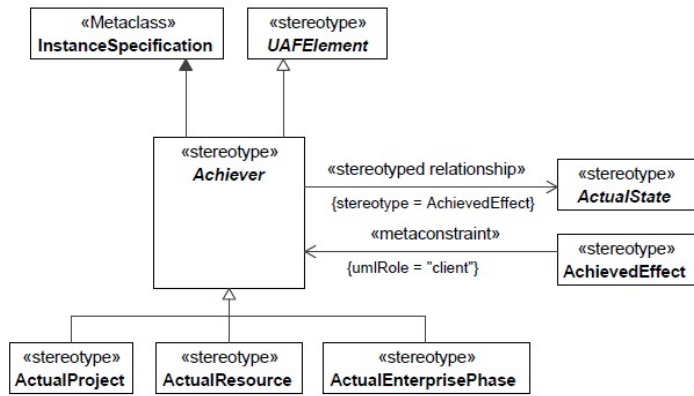 «Metaclass»
InstanceSpecification
«stereotype»
UAFElement
«stereotype»
Achiever
«stereotyped relationship»
{stereotype = AchievedEffect}
«stereotype»
ActualState
«metaconstraint»
{umlRole = "client"}
«stereotype»
AchievedEffect
«stereotype»
ActualProject
«stereotype»
ActualResource
«stereotype»
ActualEnterprisePhase